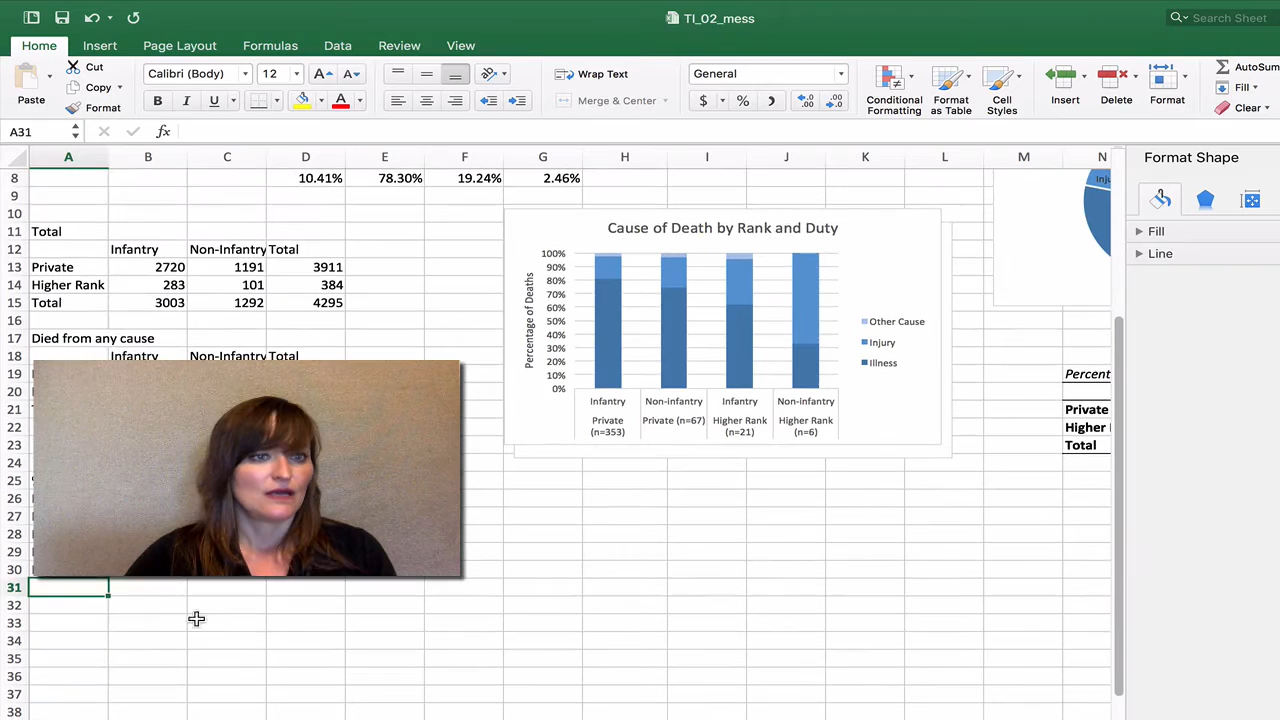 TI_02_mess
Search Sheet
Home Insert Page Layout Formulas Data Review View
Paste
Cut
Copy
Format
Calibri (Body) 12
B I U
Wrap Text
Merge & Center
General
$ %
Conditional Formatting
Format as Table
Cell Styles
Insert
Delete
Format
AutoSum
Fill
Clear
A31 fx
A B C D E F G H I J K L M N
8 10.41% 78.30% 19.24% 2.46%
9
10
11 Total
12 Infantry Non-Infantry Total
13 Private 2720 1191 3911
14 Higher Rank 283 101 384
15 Total 3003 1292 4295
16
17 Died from any cause
18 Infantry Non-Infantry Total
19
20
21
22
23
24
25
26
27
28
29
30
31
32
33
34
35
36
37
38
Cause of Death by Rank and Duty
Percentage of Deaths
100%
90%
80%
70%
60%
50%
40%
30%
20%
10%
0%
Infantry Non-infantry Infantry Non-infantry
Private (n=353) Private (n=67) Higher Rank (n=21) Higher Rank (n=6)
Other Cause
Injury
Illness
Inju
Percent
Private
Higher
Total
Format Shape
Fill
Line